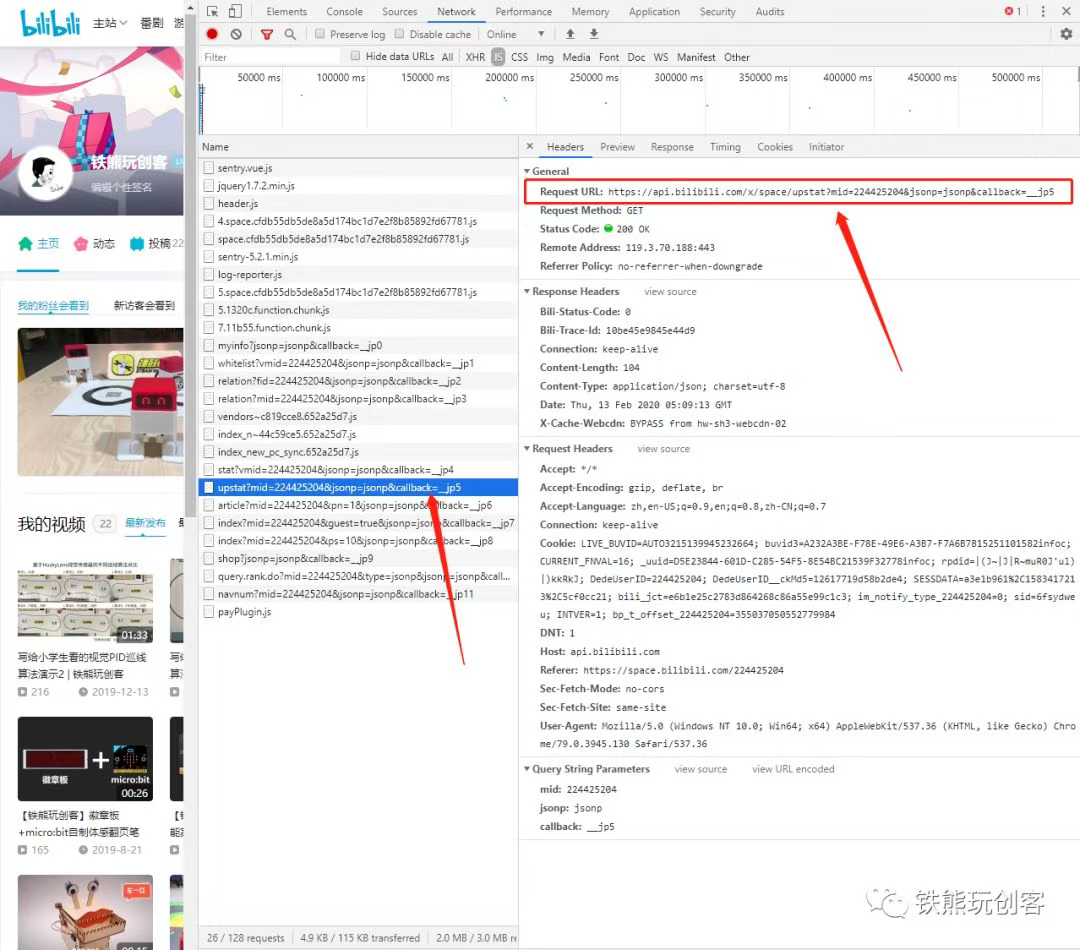 bilibili 主站 番剧 游
铁熊玩创客
编辑个性签名
主页 动态 投稿 22
我的粉丝会看到 新访客会看到
我的视频 22 最新发布
01:33
写给小学生看的视觉PID巡线
算法演示2 | 铁熊玩创客
216 2019-12-13
徽章板 + micro:bit
00:26
【铁熊玩创客】徽章板
+micro:bit自制体感翻页笔
165 2019-8-21
Elements Console Sources Network Performance Memory Application Security Audits 1
Preserve log Disable cache Online
Filter Hide data URLs All XHR JS CSS Img Media Font Doc WS Manifest Other
50000 ms 100000 ms 150000 ms 200000 ms 250000 ms 300000 ms 350000 ms 400000 ms 450000 ms 500000 ms
Name
sentry.vue.js
jquery1.7.2.min.js
header.js
4.space.cfdb55db5de8a5d174bc1d7e2f8b85892fd67781.js
space.cfdb55db5de8a5d174bc1d7e2f8b85892fd67781.js
sentry-5.2.1.min.js
log-reporter.js
5.space.cfdb55db5de8a5d174bc1d7e2f8b85892fd67781.js
5.1320c.function.chunk.js
7.11b55.function.chunk.js
myinfo?jsonp=jsonp&callback=__jp0
whitelist?vmid=224425204&jsonp=jsonp&callback=__jp1
relation?fid=224425204&jsonp=jsonp&callback=__jp2
relation?mid=224425204&jsonp=jsonp&callback=__jp3
vendors~c819cce8.652a25d7.js
index_n~44c59ce5.652a25d7.js
index_new_pc_sync.652a25d7.js
stat?vmid=224425204&jsonp=jsonp&callback=__jp4
upstat?mid=224425204&jsonp=jsonp&callback=__jp5
article?mid=224425204&pn=1&jsonp=jsonp&callback=__jp6
index?mid=224425204&guest=true&jsonp=jsonp&callback=__jp7
index?mid=224425204&ps=10&jsonp=jsonp&callback=__jp8
shop?jsonp=jsonp&callback=__jp9
query.rank.do?mid=224425204&type=jsonp&jsonp=jsonp&call...
navnum?mid=224425204&jsonp=jsonp&callback=__jp11
payPlugin.js
26 / 128 requests 4.9 KB / 115 KB transferred 2.0 MB / 3.0 MB re
Headers Preview Response Timing Cookies Initiator
General
Request URL: https://api.bilibili.com/x/space/upstat?mid=224425204&jsonp=jsonp&callback=__jp5
Request Method: GET
Status Code: 200 OK
Remote Address: 119.3.70.188:443
Referrer Policy: no-referrer-when-downgrade
Response Headers view source
Bili-Status-Code: 0
Bili-Trace-Id: 10be45e9845e44d9
Connection: keep-alive
Content-Length: 104
Content-Type: application/json; charset=utf-8
Date: Thu, 13 Feb 2020 05:09:13 GMT
X-Cache-Webcdn: BYPASS from hw-sh3-webcdn-02
Request Headers view source
Accept: */*
Accept-Encoding: gzip, deflate, br
Accept-Language: zh,en-US;q=0.9,en;q=0.8,zh-CN;q=0.7
Connection: keep-alive
Cookie: LIVE_BUVID=AUTO3215139945232664; buvid3=A232A3BE-F78E-49E6-A3B7-F7A6B7B15251101582infoc;
CURRENT_FNVAL=16; _uuid=D5E23844-601D-C285-54F5-8E54BC21539F32778infoc; rpdid=|(J~|J|R~muR0J'u1)
|)kkRkJ; DedeUserID=224425204; DedeUserID__ckMd5=12617719d58b2de4; SESSDATA=a3e1b961%2C158341721
3%2C5cf0cc21; bili_jct=e6b1e25c2783d864268c86a55e99c1c3; im_notify_type_224425204=0; sid=6fsydwe
u; INTVER=1; bp_t_offset_224425204=355037050552779984
DNT: 1
Host: api.bilibili.com
Referer: https://space.bilibili.com/224425204
Sec-Fetch-Mode: no-cors
Sec-Fetch-Site: same-site
User-Agent: Mozilla/5.0 (Windows NT 10.0; Win64; x64) AppleWebKit/537.36 (KHTML, like Gecko) Chro
me/79.0.3945.130 Safari/537.36
Query String Parameters view source view URL encoded
mid: 224425204
jsonp: jsonp
callback: __jp5
铁熊玩创客